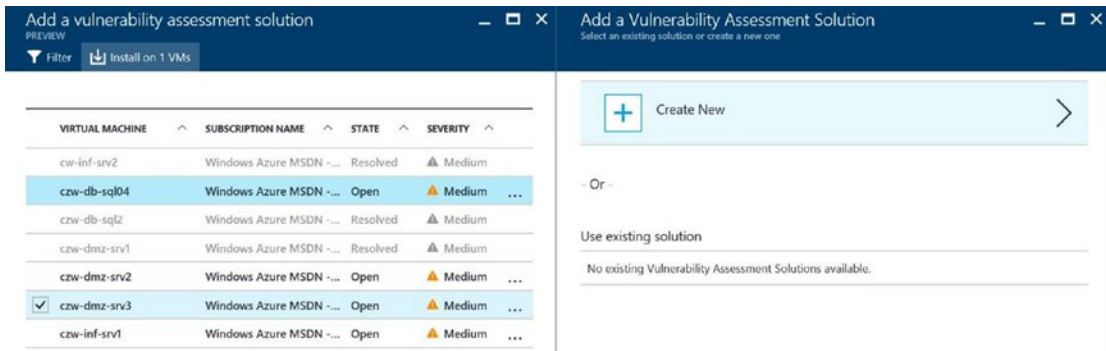 Add a vulnerability assessment solution
PREVIEW
Filter Install on 1 VMs
VIRTUAL MACHINE SUBSCRIPTION NAME STATE SEVERITY
cw-inf-srv2 Windows Azure MSDN -... Resolved Medium
czw-db-sql04 Windows Azure MSDN -... Open Medium ...
czw-db-sql2 Windows Azure MSDN -... Resolved Medium
czw-dmz-srv1 Windows Azure MSDN -... Resolved Medium
czw-dmz-srv2 Windows Azure MSDN -... Open Medium ...
czw-dmz-srv3 Windows Azure MSDN -... Open Medium ...
czw-inf-srv1 Windows Azure MSDN -... Open Medium ...
Add a Vulnerability Assessment Solution
Select an existing solution or create a new one
Create New
- Or -
Use existing solution
No existing Vulnerability Assessment Solutions available.